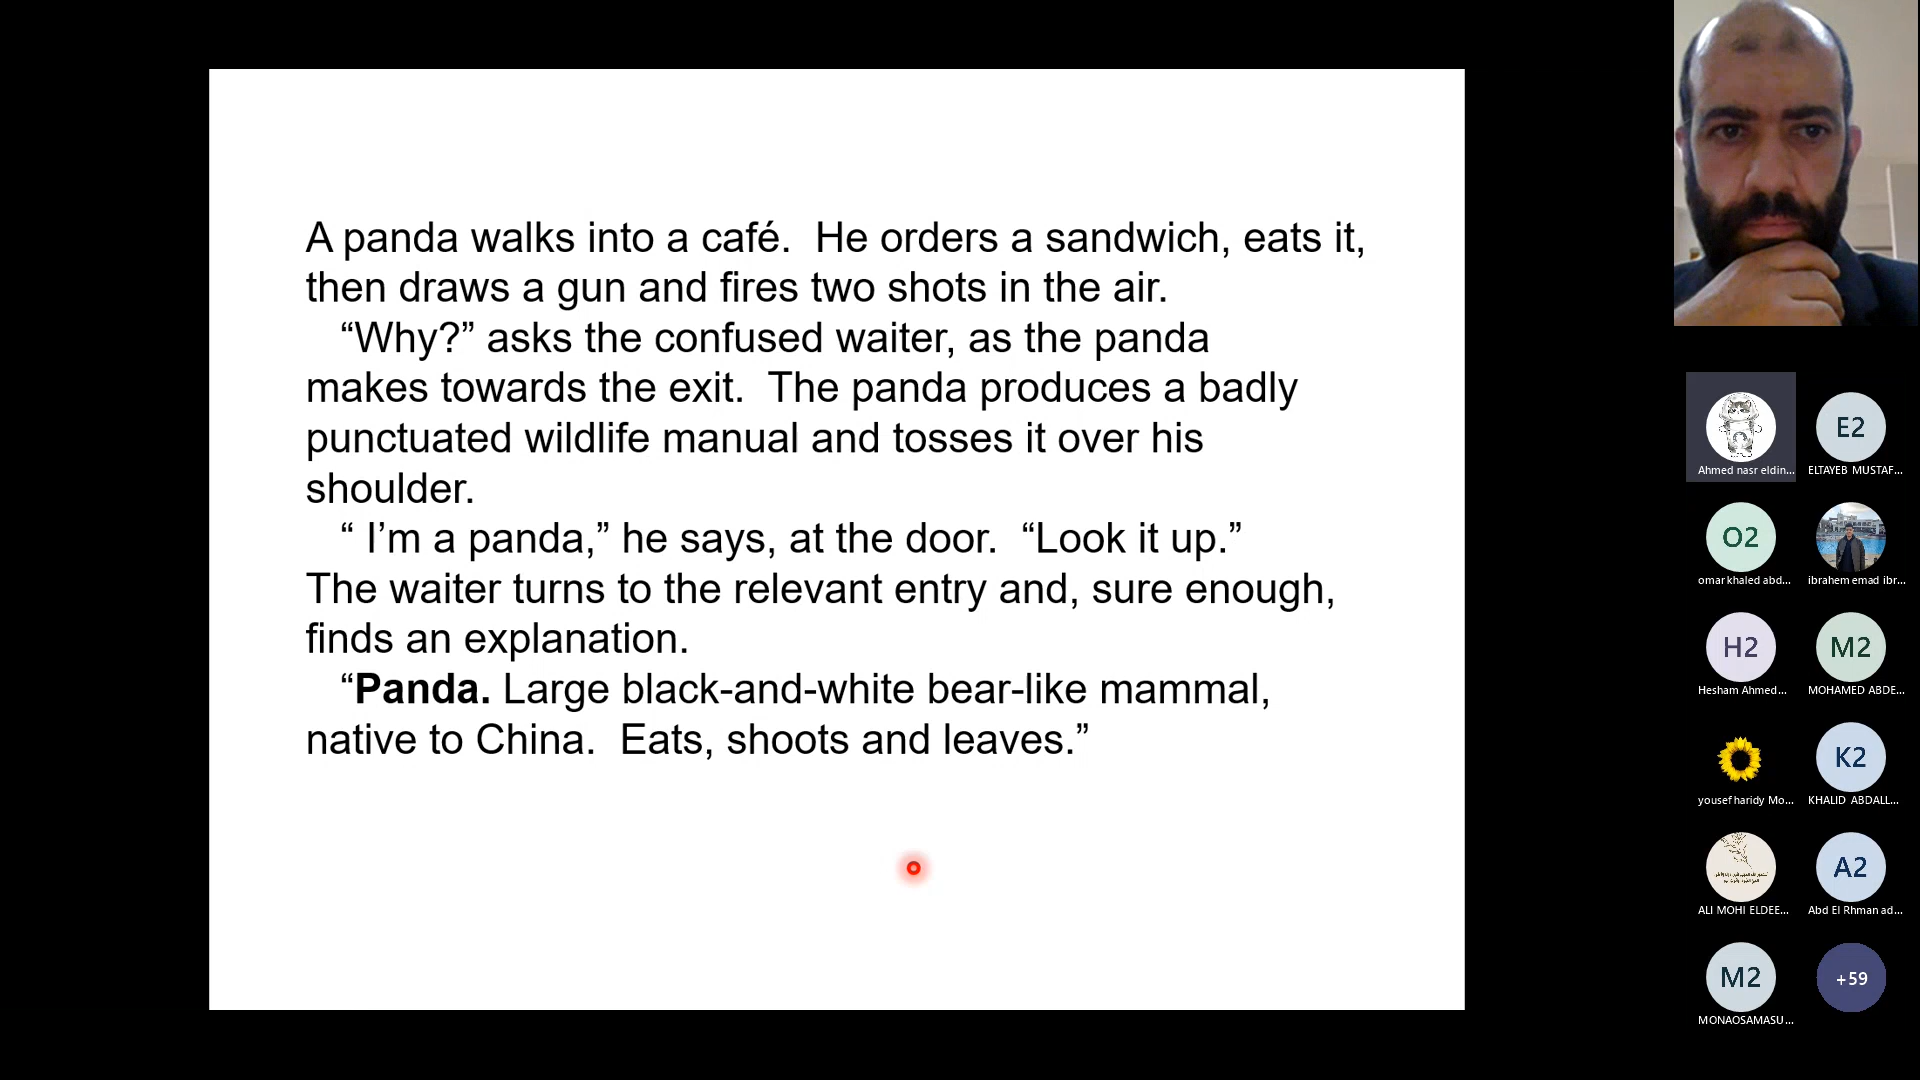 A panda walks into a café.  He orders a sandwich, eats it,
then draws a gun and fires two shots in the air.
“Why?” asks the confused waiter, as the panda
makes towards the exit.  The panda produces a badly
punctuated wildlife manual and tosses it over his
shoulder.
“ I’m a panda,” he says, at the door.  “Look it up.”
The waiter turns to the relevant entry and, sure enough,
finds an explanation.
“Panda. Large black-and-white bear-like mammal,
native to China.  Eats, shoots and leaves.”
Ahmed nasr eldin...
E2
ELTAYEB MUSTAF...
O2
omar khaled abd...
ibrahem emad ibr...
H2
Hesham Ahmed...
M2
MOHAMED ABDE...
yousef haridy Mo...
K2
KHALID ABDALL...
ALI MOHI ELDEE...
A2
Abd El Rhman ad...
M2
MONAOSAMASU...
+59